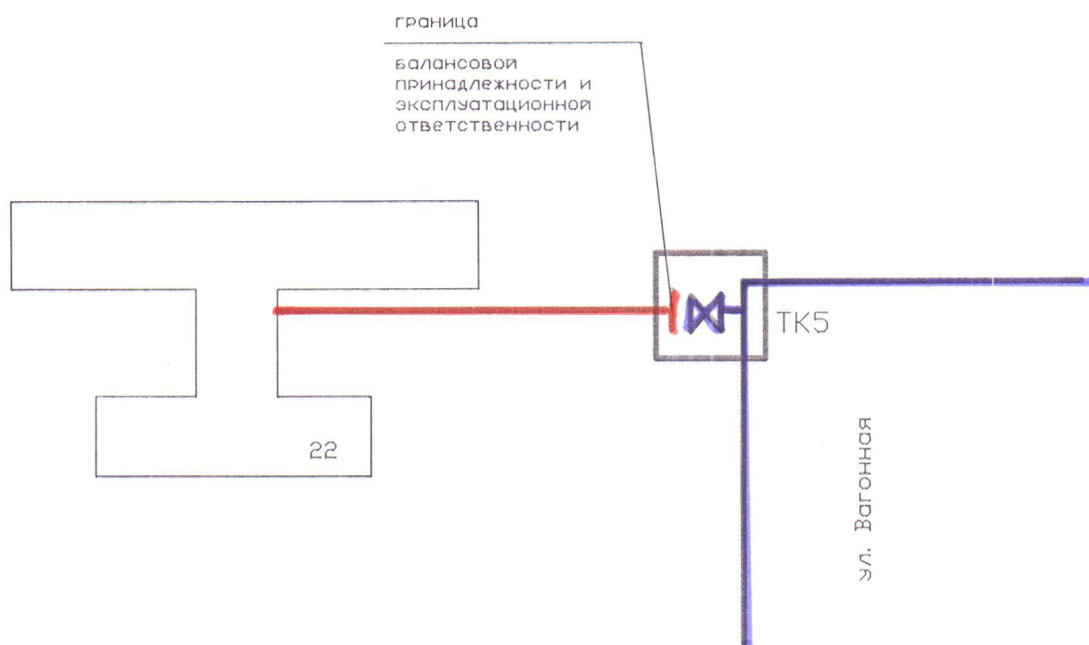 граница
балансовой
принадлежности и
эксплуатационной
ответственности
ТК5
22
ул. Вагонная